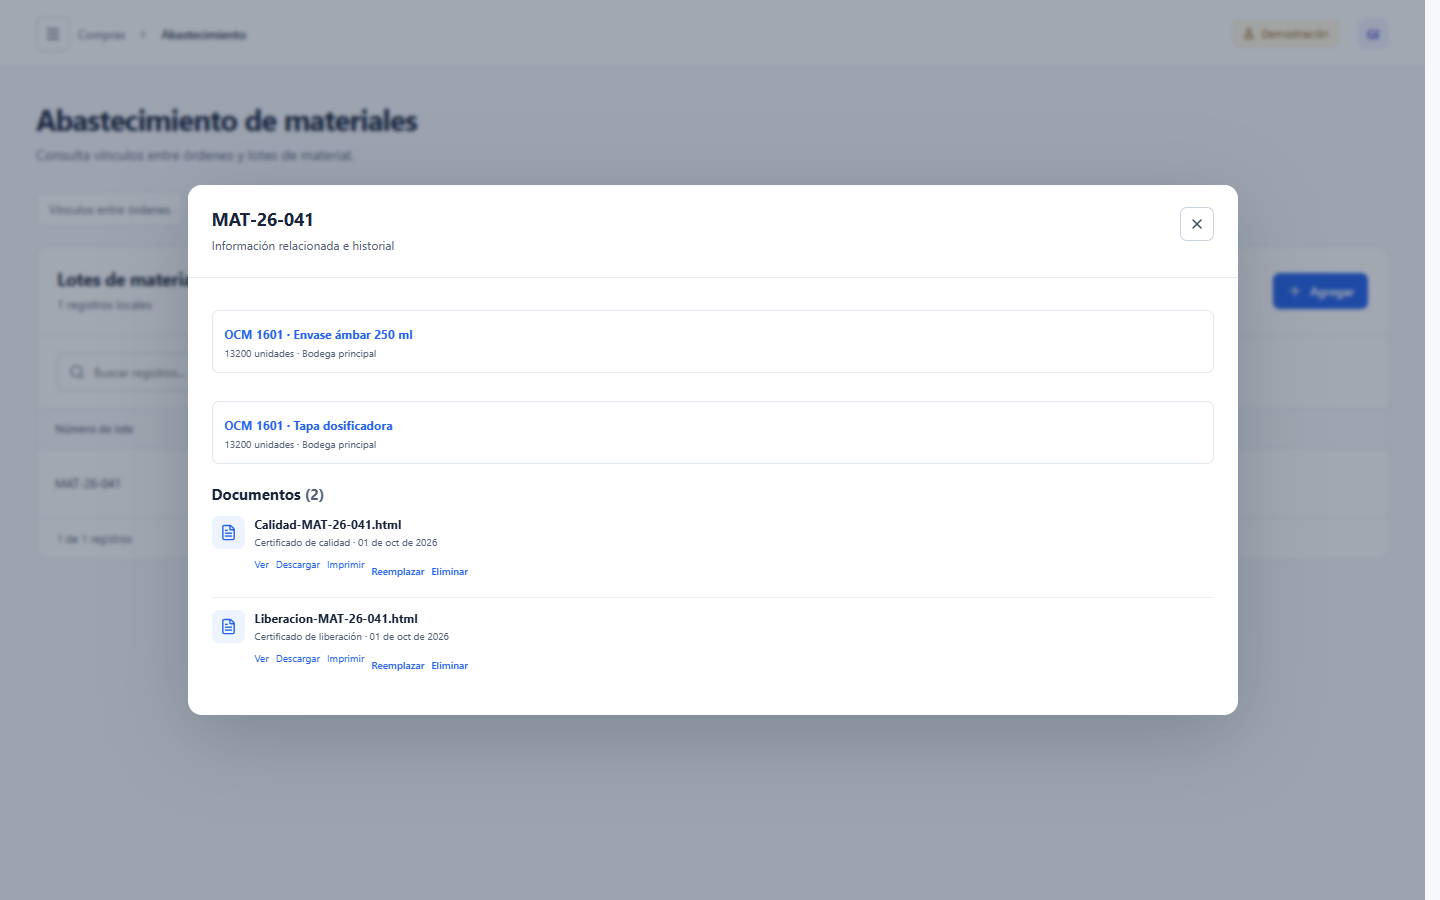 Compras > Abastecimiento
Demostración
Abastecimiento de materiales
Consulta vínculos entre órdenes y lotes de material.
Vínculos entre órdenes
MAT-26-041
Información relacionada e historial
Lotes de materia
1 registros locales
Agregar
OCM 1601 · Envase ámbar 250 ml
13200 unidades · Bodega principal
Buscar registros...
OCM 1601 · Tapa dosificadora
13200 unidades · Bodega principal
Número de lote
MAT-26-041
1 de 1 registros
Documentos (2)
Calidad-MAT-26-041.html
Certificado de calidad · 01 de oct de 2026
Ver Descargar Imprimir Reemplazar Eliminar
Liberacion-MAT-26-041.html
Certificado de liberación · 01 de oct de 2026
Ver Descargar Imprimir Reemplazar Eliminar